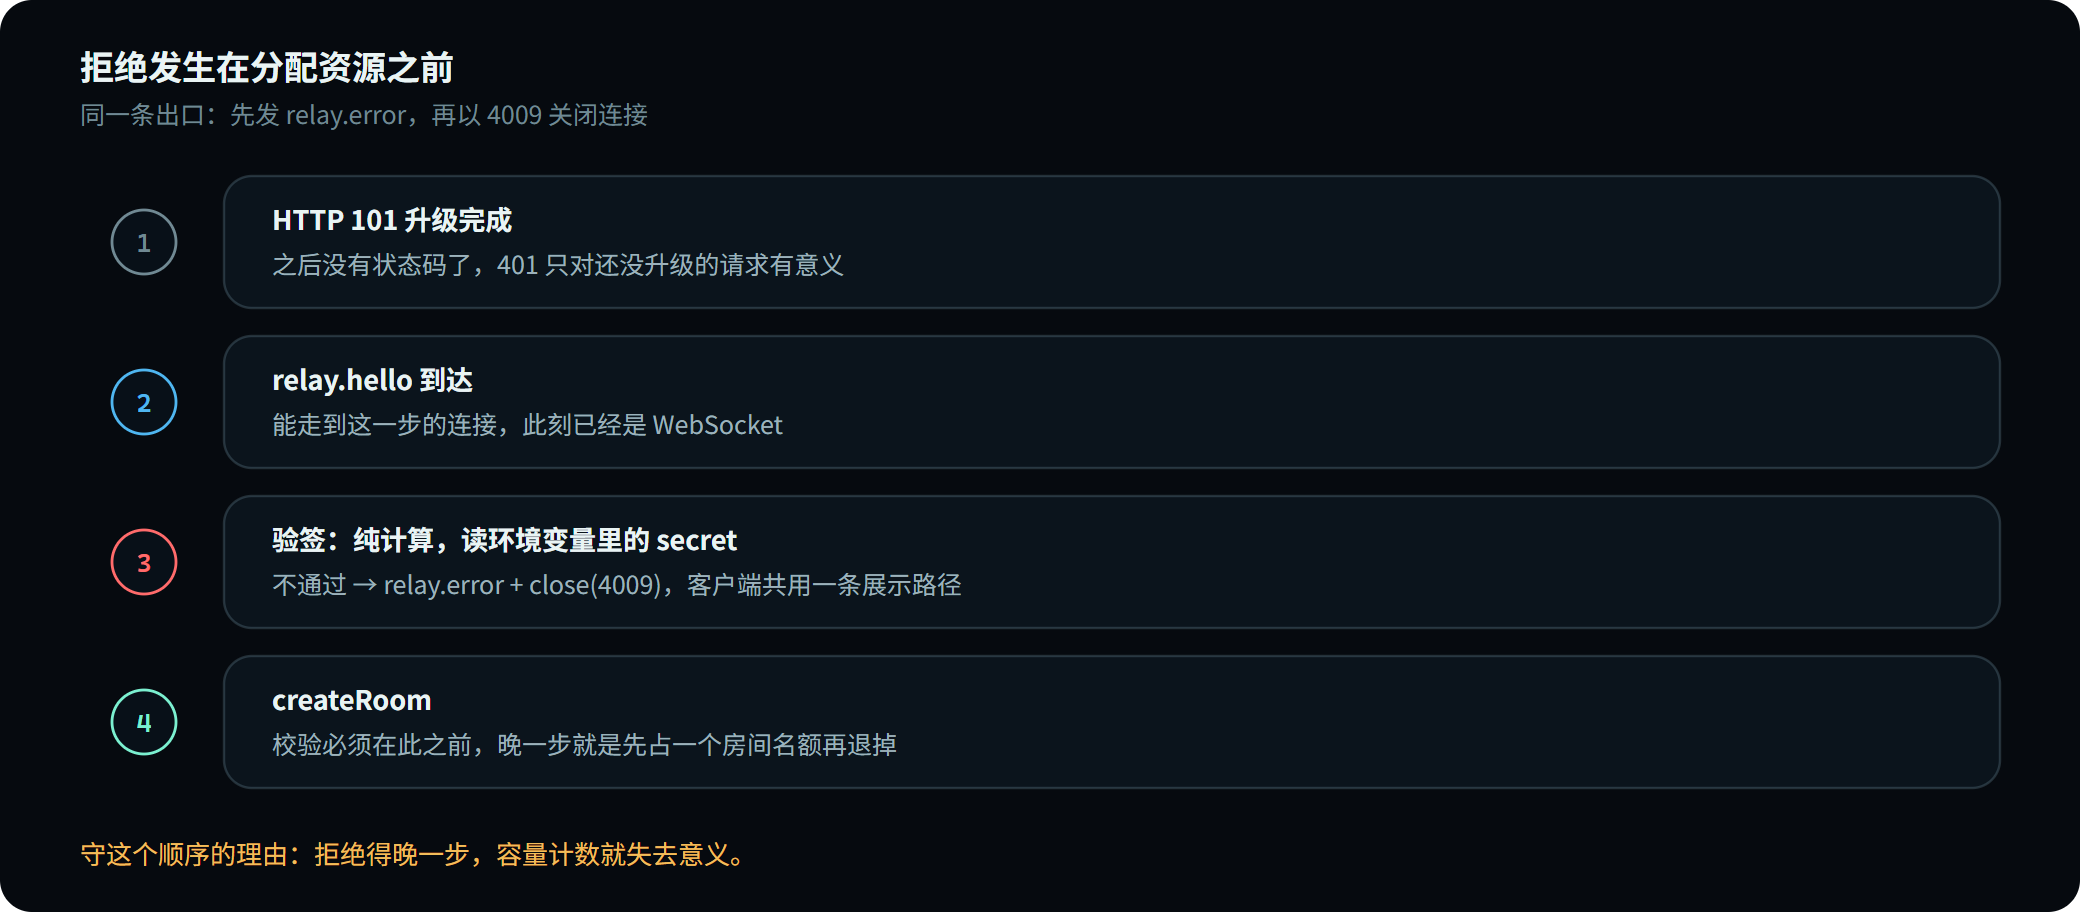 拒绝发生在分配资源之前
同一条出口：先发 relay.error，再以 4009 关闭连接
1
HTTP 101 升级完成
之后没有状态码了，401 只对还没升级的请求有意义
2
relay.hello 到达
能走到这一步的连接，此刻已经是 WebSocket
3
验签：纯计算，读环境变量里的 secret
不通过 → relay.error + close(4009)，客户端共用一条展示路径
4
createRoom
校验必须在此之前，晚一步就是先占一个房间名额再退掉
守这个顺序的理由：拒绝得晚一步，容量计数就失去意义。